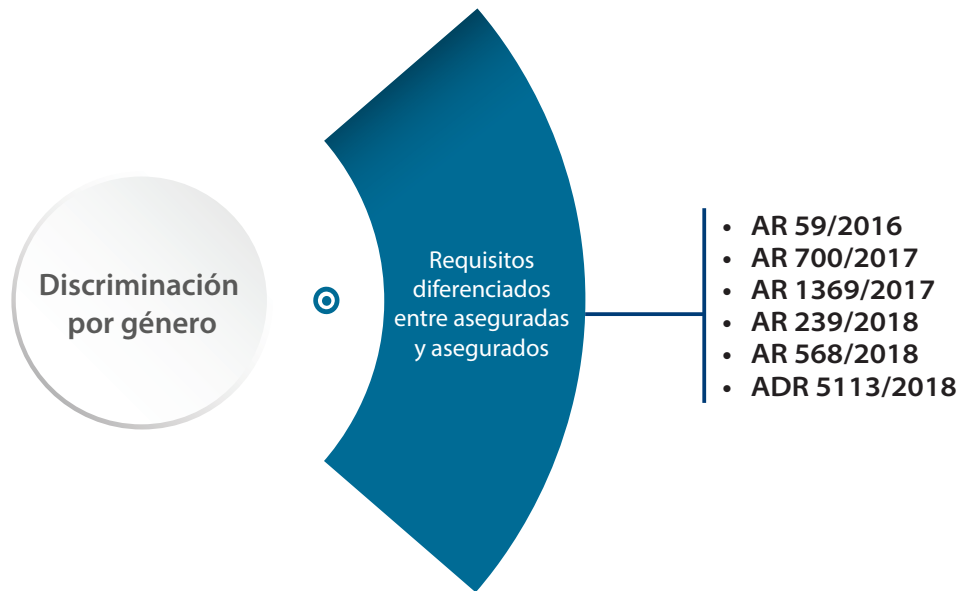 Discriminación
por género
Requisitos
diferenciados
entre aseguradas
y asegurados
• AR 59/2016
• AR 700/2017
• AR 1369/2017
• AR 239/2018
• AR 568/2018
• ADR 5113/2018